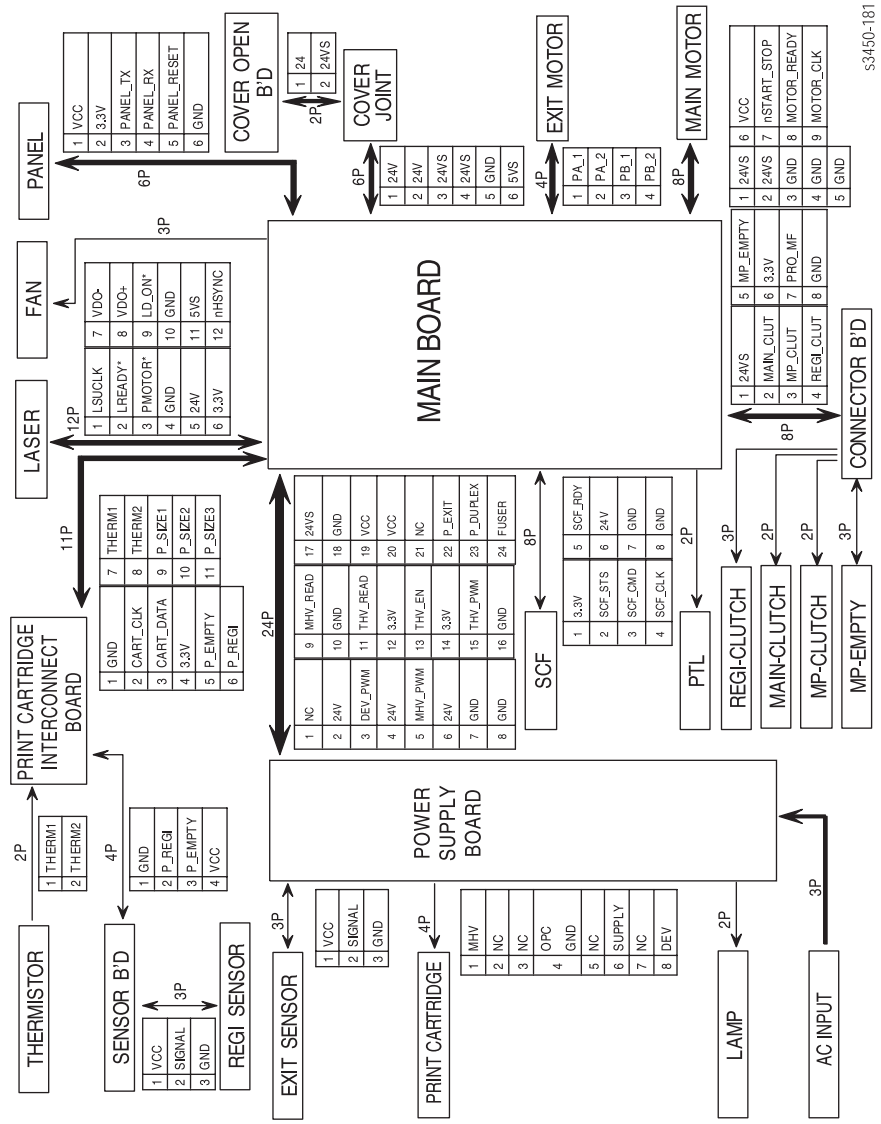 PANEL
6P
1 VCC
2 3.3V
3 PANEL_TX
4 PANEL_RX
5 PANEL_RESET
6 GND
COVER OPEN
B'D
1 24
2 24VS
2P
COVER
JOINT
6P
1 24V
2 24V
3 24VS
4 24VS
5 GND
6 5VS
EXIT MOTOR
4P
1 PA_1
2 PA_2
3 PB_1
4 PB_2
MAIN MOTOR
8P
1 24VS
2 24VS
3 GND
4 GND
5 GND
6 VCC
7 nSTART_STOP
8 MOTOR_READY
9 MOTOR_CLK
FAN
3P
LASER
12P
1 LSUCLK
2 LREADY*
3 PMOTOR*
4 GND
5 24V
6 3.3V
7 VDO-
8 VDO+
9 LD_ON*
10 GND
11 5VS
12 nHSYNC
MAIN BOARD
CONNECTOR B'D
8P
1 24VS
2 MAIN_CLUT
3 MP_CLUT
4 REGI_CLUT
5 MP_EMPTY
6 3.3V
7 PRO_MF
8 GND
PRINT CARTRIDGE
INTERCONNECT
BOARD
11P
1 GND
2 CART_CLK
3 CART_DATA
4 3.3V
5 P_EMPTY
6 P_REGI
7 THERM1
8 THERM2
9 P_SIZE1
10 P_SIZE2
11 P_SIZE3
24P
1 NC
2 24V
3 DEV_PWM
4 24V
5 MHV_PWM
6 24V
7 GND
8 GND
9 MHV_READ
10 GND
11 THV_READ
12 3.3V
13 THV_EN
14 3.3V
15 THV_PWM
16 GND
17 24VS
18 GND
19 VCC
20 VCC
21 NC
22 P_EXIT
23 P_DUPLEX
24 FUSER
SCF
8P
1 3.3V
2 SCF_STS
3 SCF_CMD
4 SCF_CLK
5 SCF_RDY
6 24V
7 GND
8 GND
PTL
2P
REGI-CLUTCH
3P
MAIN-CLUTCH
2P
MP-CLUTCH
2P
MP-EMPTY
3P
THERMISTOR
2P
1 THERM1
2 THERM2
SENSOR B'D
4P
1 GND
2 P_REGI
3 P_EMPTY
4 VCC
3P
1 VCC
2 SIGNAL
3 GND
REGI SENSOR
POWER
SUPPLY
BOARD
EXIT SENSOR
3P
1 VCC
2 SIGNAL
3 GND
PRINT CARTRIDGE
4P
1 MHV
2 NC
3 NC
4 OPC
GND
5 NC
6 SUPPLY
7 NC
8 DEV
LAMP
2P
AC INPUT
3P
s3450-181